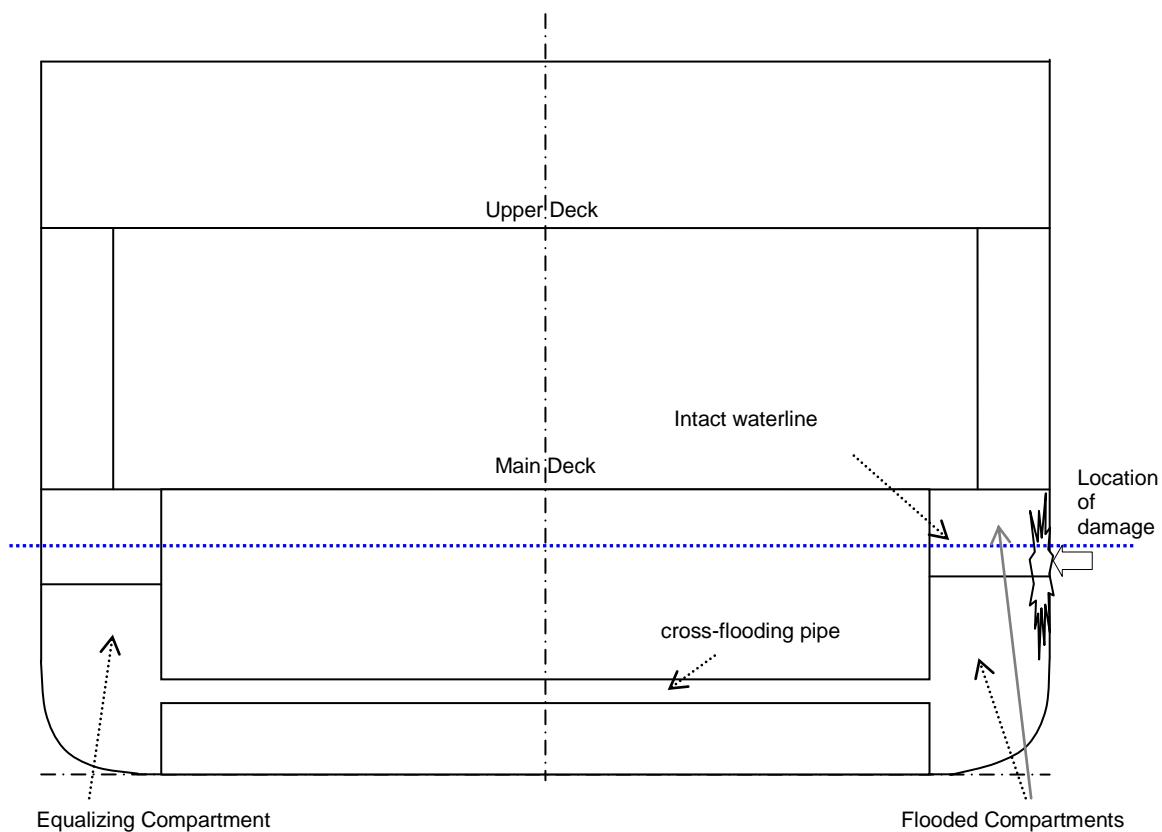 Upper Deck
Intact waterline
Main Deck
Location
of
damage
cross-flooding pipe
Equalizing Compartment
Flooded Compartments